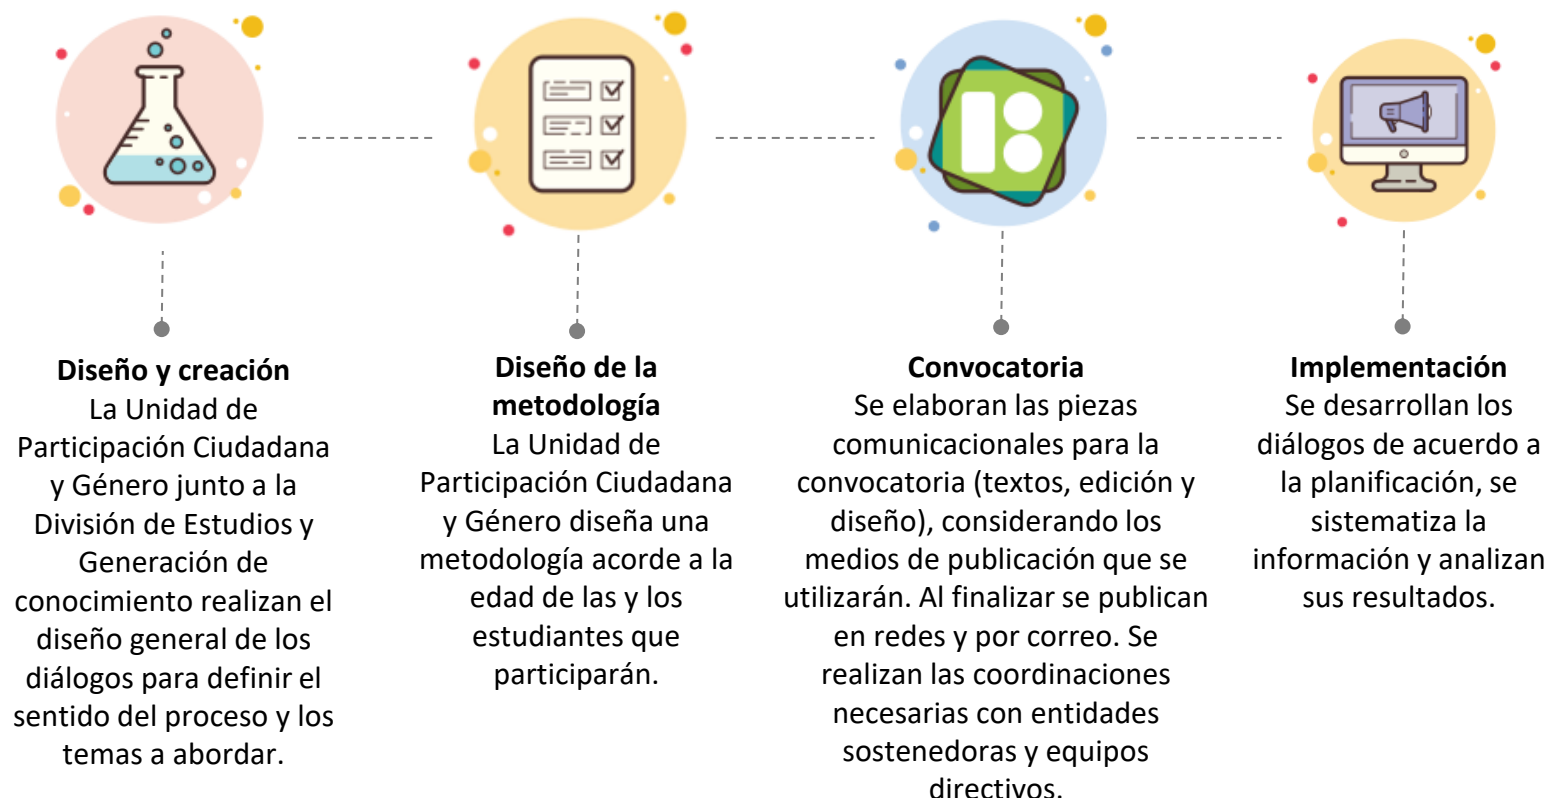 Diseño y creación
La Unidad de
Participación Ciudadana
y Género junto a la
División de Estudios y
Generación de
conocimiento realizan el
diseño general de los
diálogos para definir el
sentido del proceso y los
temas a abordar.
Diseño de la
metodología
La Unidad de
Participación Ciudadana
y Género diseña una
metodología acorde a la
edad de las y los
estudiantes que
participarán.
Convocatoria
Se elaboran las piezas
comunicacionales para la
convocatoria (textos, edición y
diseño), considerando los
medios de publicación que se
utilizarán. Al finalizar se publican
en redes y por correo. Se
realizan las coordinaciones
necesarias con entidades
sostenedoras y equipos
directivos.
Implementación
Se desarrollan los
diálogos de acuerdo a
la planificación, se
sistematiza la
información y analizan
sus resultados.